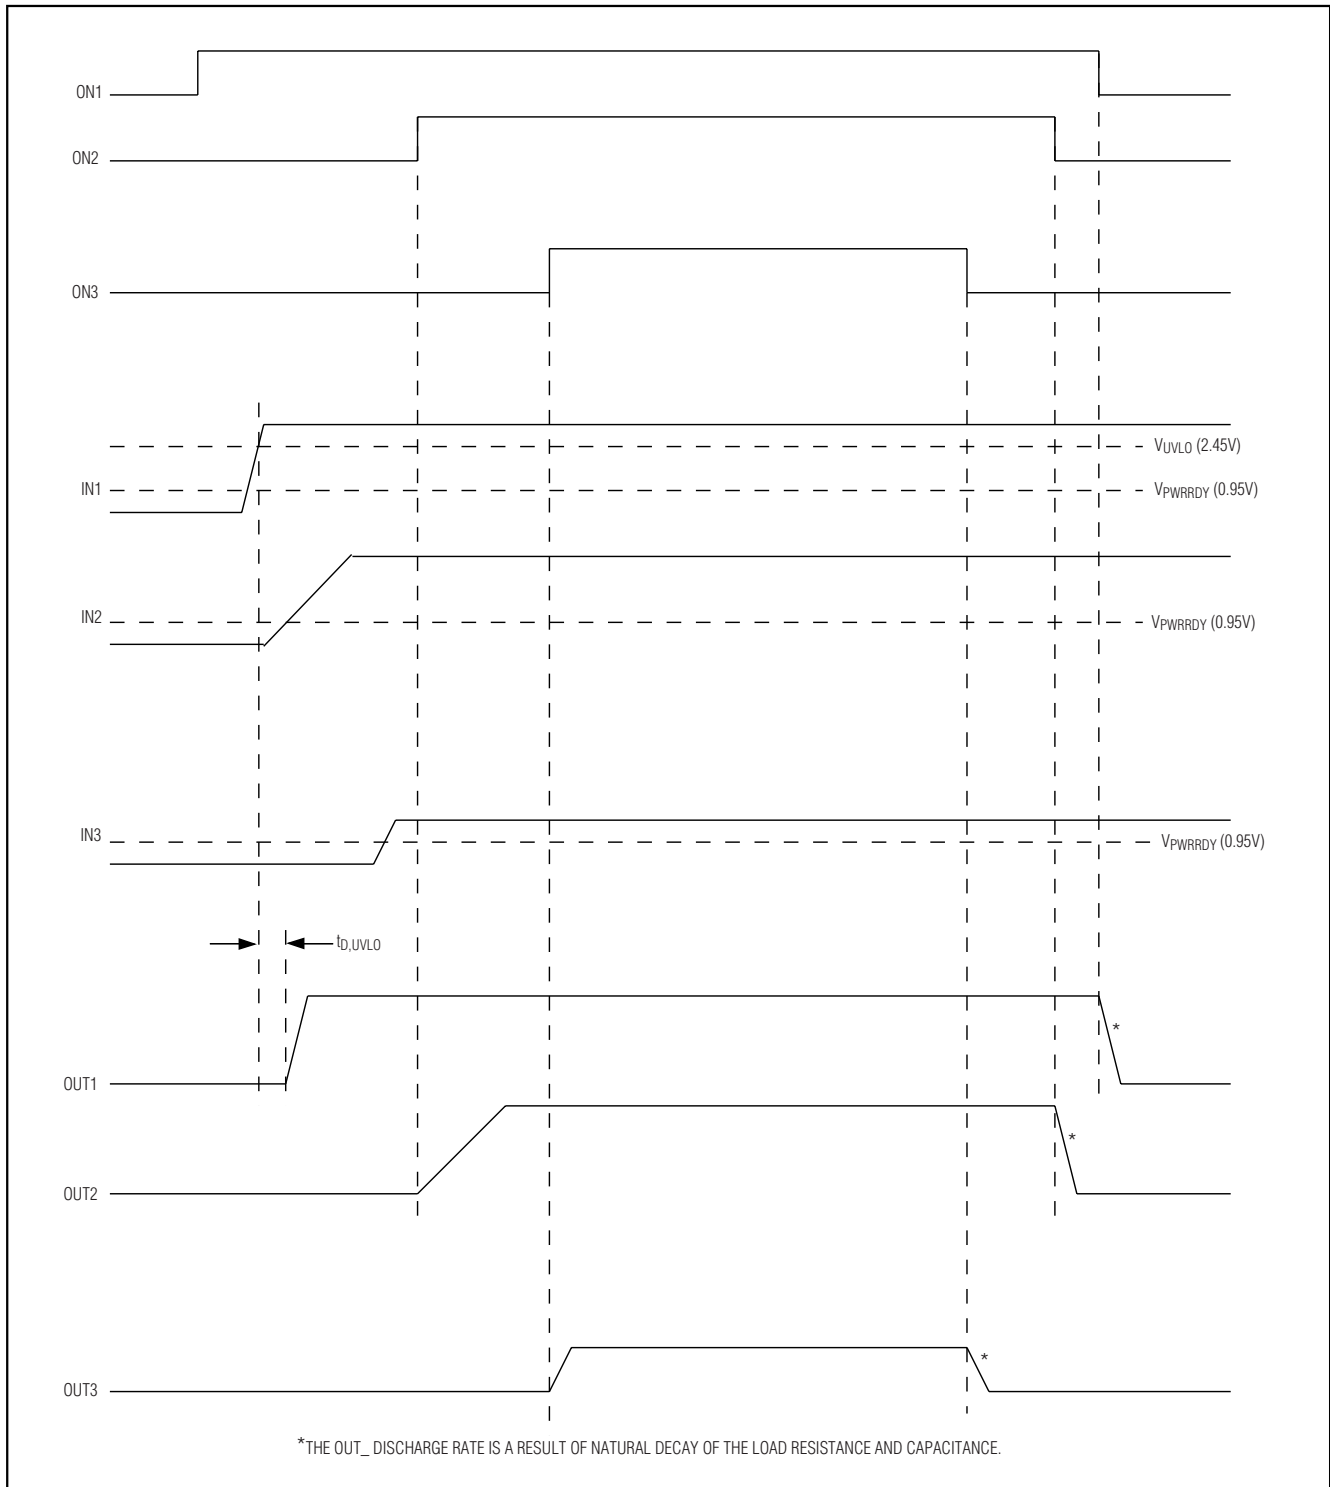 ON1
ON2
ON3
VUVLO (2.45V)
IN1
VPWRRDY (0.95V)
IN2
VPWRRDY (0.95V)
IN3
VPWRRDY (0.95V)
tD,UVLO
*
OUT1
*
OUT2
*
OUT3
*THE OUT_ DISCHARGE RATE IS A RESULT OF NATURAL DECAY OF THE LOAD RESISTANCE AND CAPACITANCE.